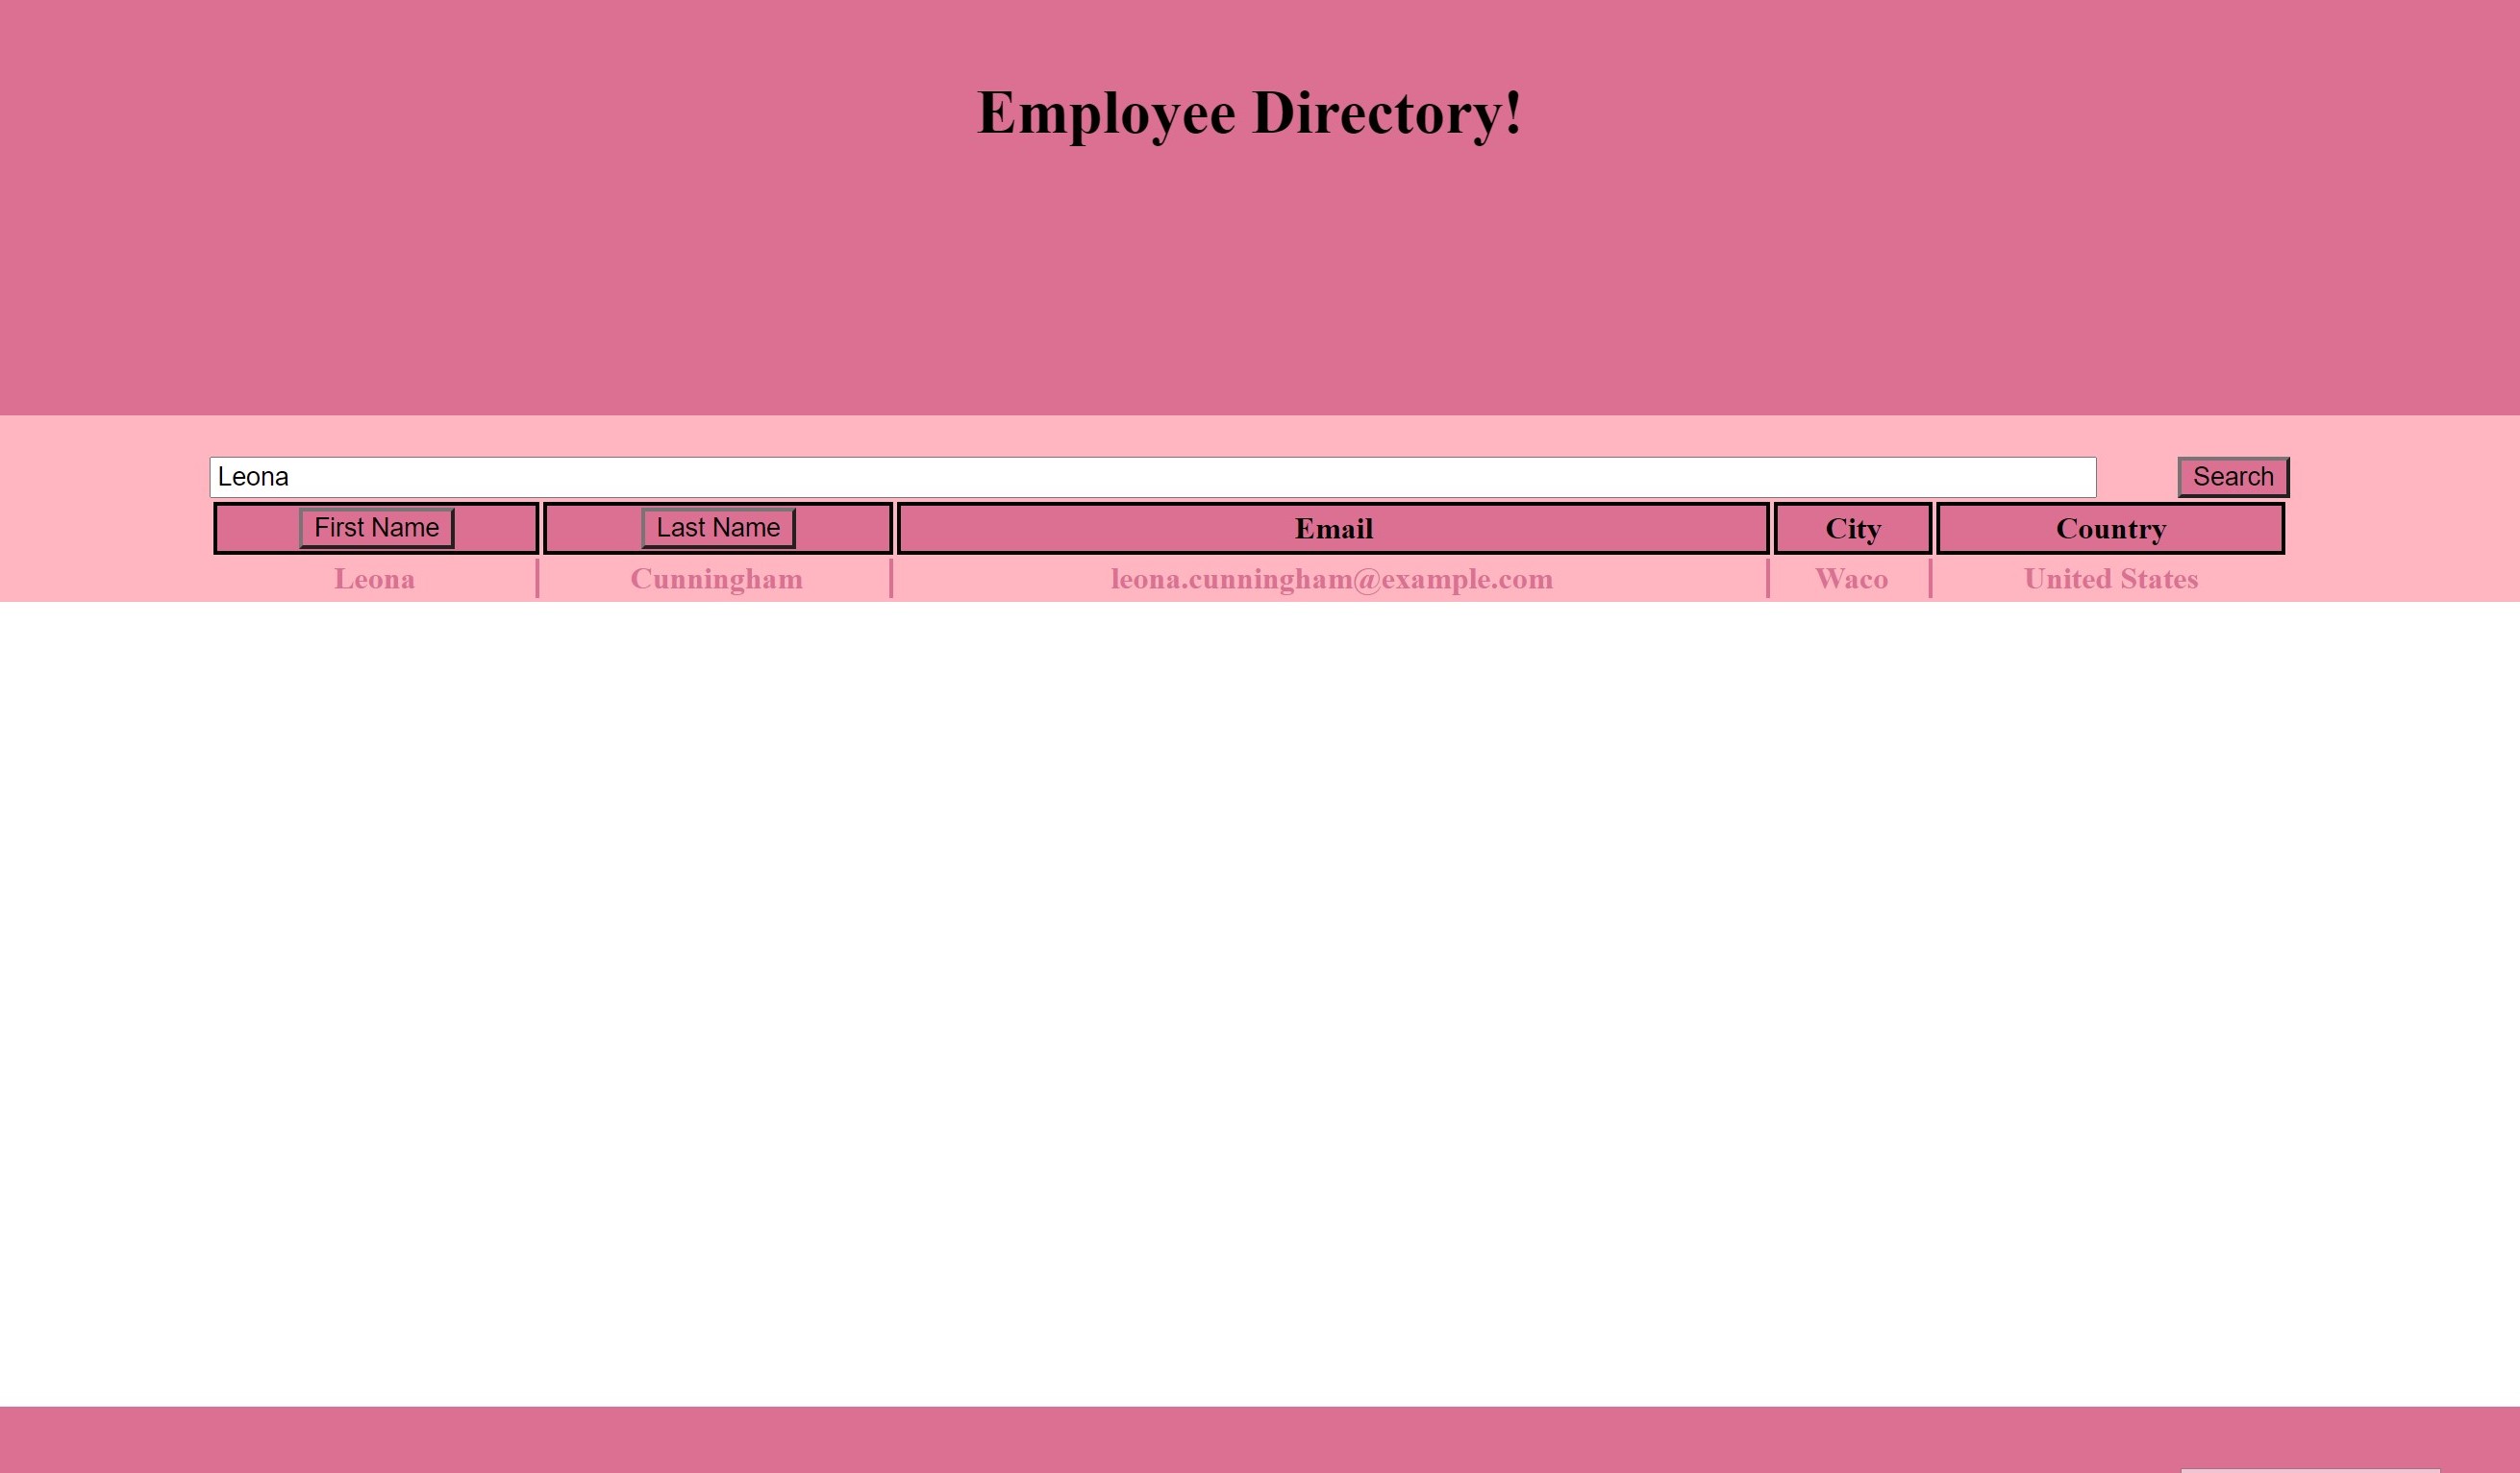 Employee Directory!
Leona Search
First Name Last Name Email City Country
Leona Cunningham leona.cunningham@example.com Waco United States